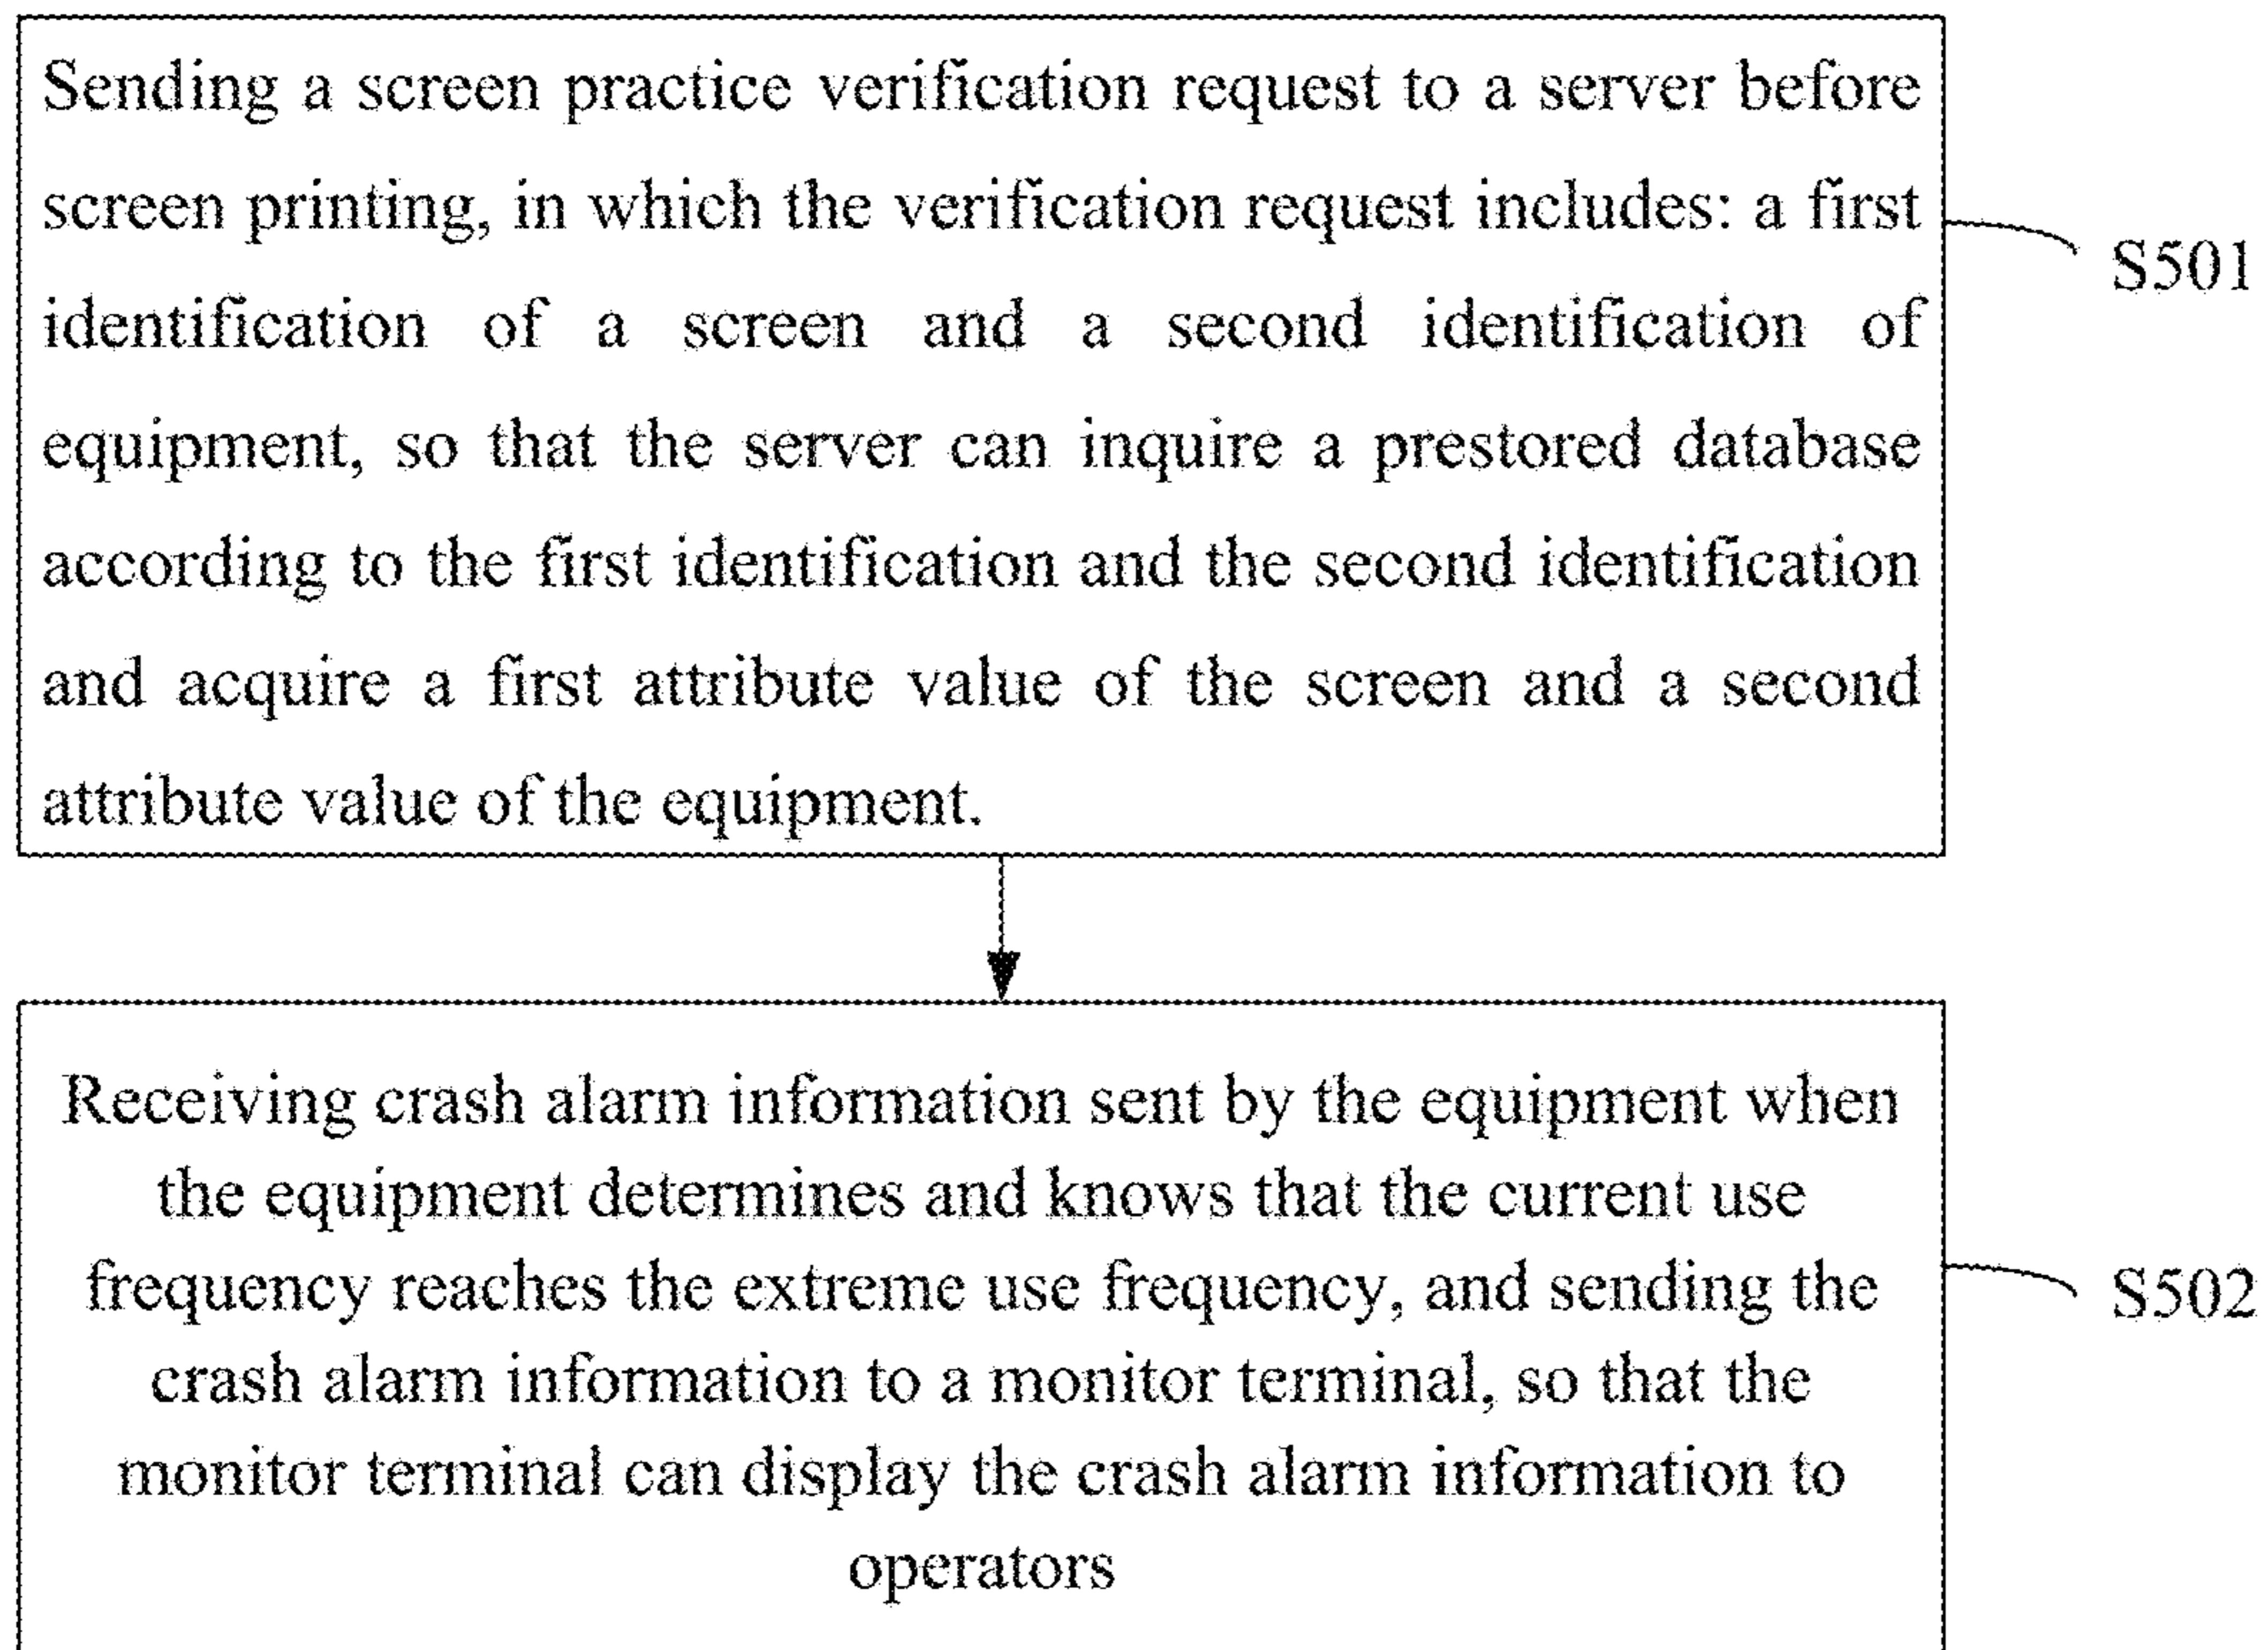 Sending a screen practice verification request to a server before
screen printing, in which the verification request includes: a first
S501
identification of a screen and a second identification of
equipment, so that the server can inquire a prestored database
according to the first identification and the second identification
and acquire a first attribute value of the screen and a second
attribute value of the equipment.
Receiving crash alarm information sent by the equipment when
the equipment determines and knows that the current use
frequency reaches the extreme use frequency, and sending the
S502
crash alarm information to a monitor terminal, so that the
monitor terminal can display the crash alarm information to
operators